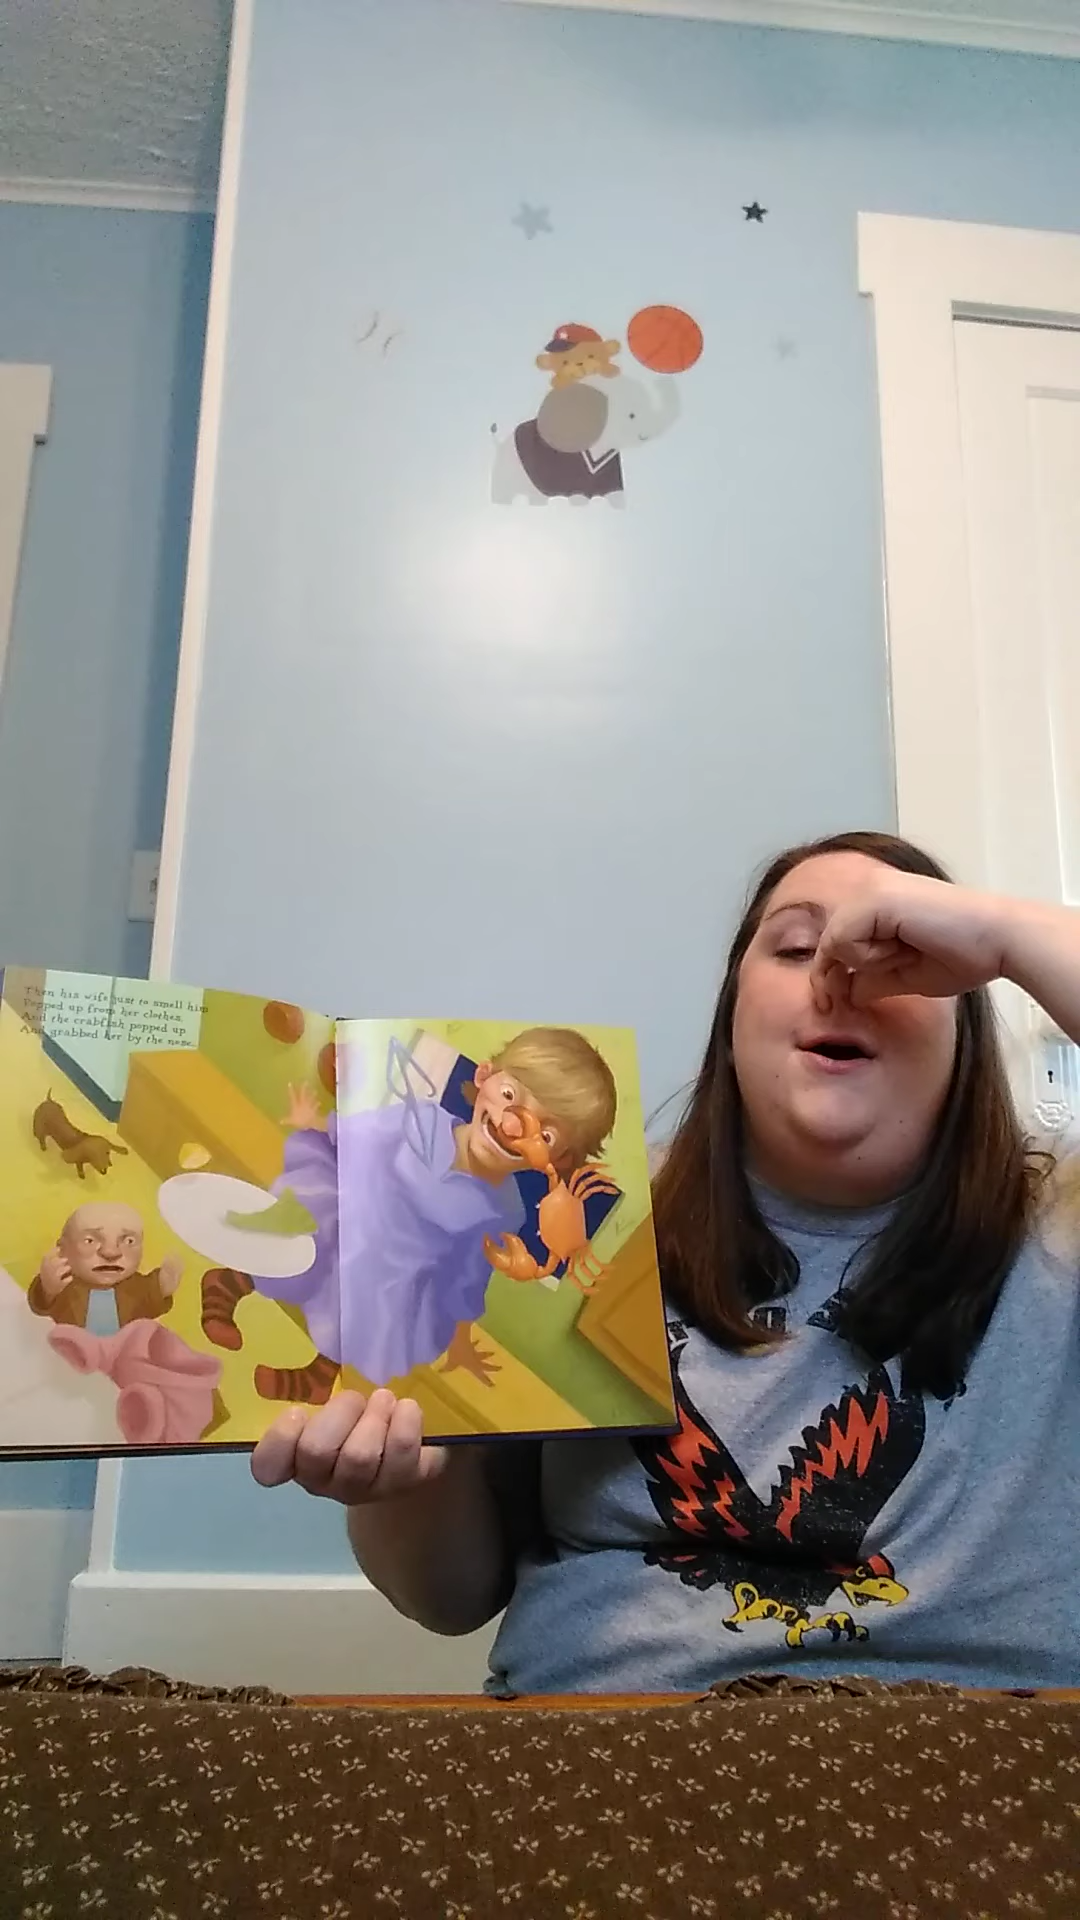 Then his wife just to smell him
Popped up from her clothes.
And the crabfish popped up
And grabbed her by the nose.